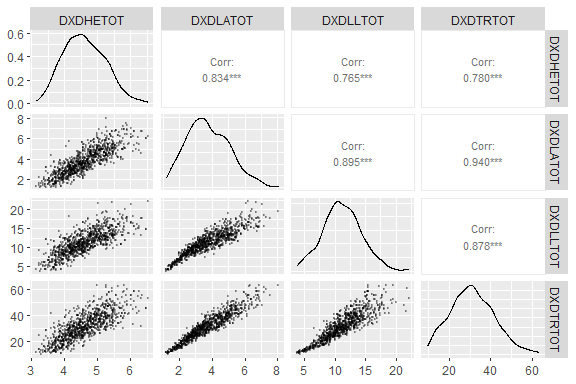 DXDHETOT DXDLATOT DXDLLTOT DXDTRTOT
0.6
0.4
0.2
0.0
Corr:
0.834***
Corr:
0.765***
Corr:
0.780***
DXDHETOT
8
6
4
2
Corr:
0.895***
Corr:
0.940***
DXDLATOT
20
15
10
5
Corr:
0.878***
DXDLLTOT
60
40
20
DXDTRTOT
3 4 5 6 2 4 6 8 5 10 15 20 20 40 60